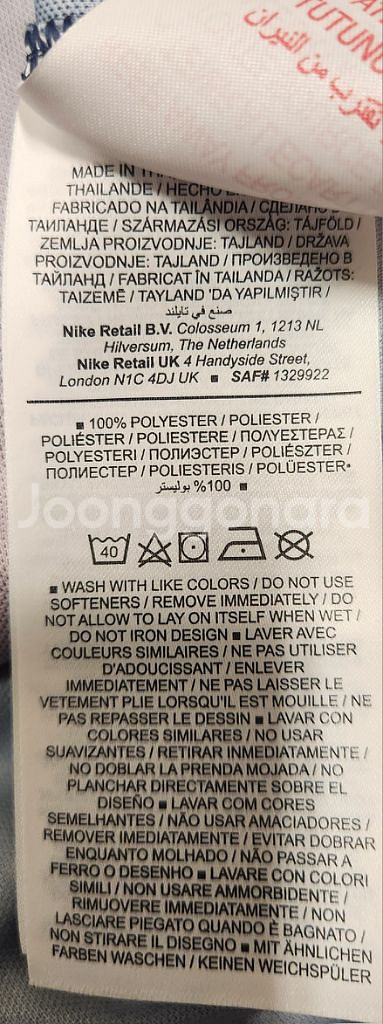 TUTUNU
تقترب من النيران
MADE IN
THAILANDE / HECHO
FABRICADO NA TAILÂNDIA / СДЕЛАНО В
ТАИЛАНДЕ / SZÁRMAZÁSI ORSZÁG: TÁJFÖLD /
ZEMLJA PROIZVODNJE: TAJLAND / DRŽAVA
PROIZVODNJE: TAJLAND / ПРОИЗВЕДЕНО В
ТАЙЛАНД / FABRICAT ÎN TAILANDA / RAŽOTS:
TAIZEMĒ / TAYLAND 'DA YAPILMIŞTIR /
صنع في تايلند
Nike Retail B.V. Colosseum 1, 1213 NL
Hilversum, The Netherlands
Nike Retail UK 4 Handyside Street,
London N1C 4DJ UK ■ SAF# 1329922
■ 100% POLYESTER / POLIESTER /
POLIÉSTER / POLIESTERE / ΠΟΛΥΕΣΤΕΡΑΣ /
POLYESTERI / ПОЛИЭСТЕР / POLIÉSZTER /
ПОЛИЕСТЕР / POLIESTERIS / POLÜESTER*
100% بوليستر ■
Joonggonara
40
■ WASH WITH LIKE COLORS / DO NOT USE
SOFTENERS / REMOVE IMMEDIATELY / DO
NOT ALLOW TO LAY ON ITSELF WHEN WET /
DO NOT IRON DESIGN ■ LAVER AVEC
COULEURS SIMILAIRES / NE PAS UTILISER
D'ADOUCISSANT / ENLEVER
IMMEDIATEMENT / NE PAS LAISSER LE
VETEMENT PLIE LORSQU'IL EST MOUILLE / NE
PAS REPASSER LE DESSIN ■ LAVAR CON
COLORES SIMILARES / NO USAR
SUAVIZANTES / RETIRAR INMEDIATAMENTE /
NO DOBLAR LA PRENDA MOJADA / NO
PLANCHAR DIRECTAMENTE SOBRE EL
DISEÑO ■ LAVAR COM CORES
SEMELHANTES / NÃO USAR AMACIADORES /
REMOVER IMEDIATAMENTE / EVITAR DOBRAR
ENQUANTO MOLHADO / NÃO PASSAR A
FERRO O DESENHO ■ LAVARE CON COLORI
SIMILI / NON USARE AMMORBIDENTE /
RIMUOVERE IMMEDIATAMENTE / NON
LASCIARE PIEGATO QUANDO È BAGNATO /
NON STIRARE IL DISEGNO ■ MIT ÄHNLICHEN
FARBEN WASCHEN / KEINEN WEICHSPÜLER